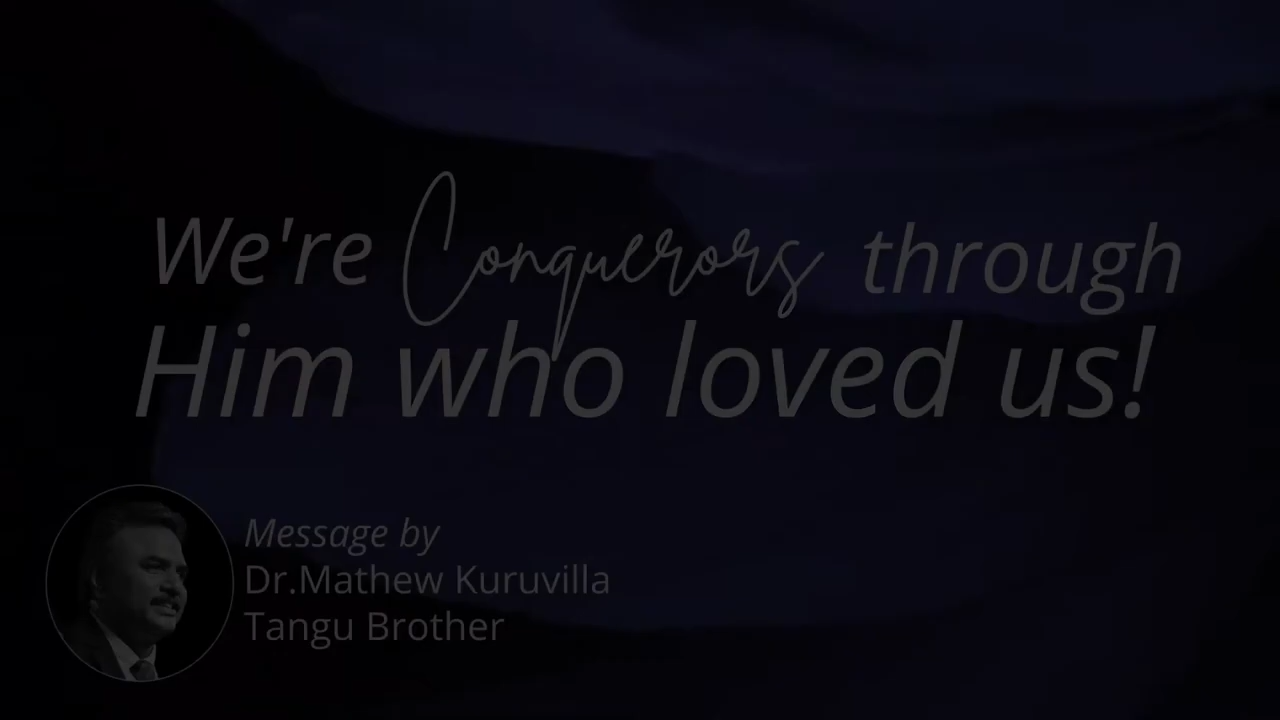 We're Conquerors through
Him who loved us!
Message by
Dr.Mathew Kuruvilla
Tangu Brother